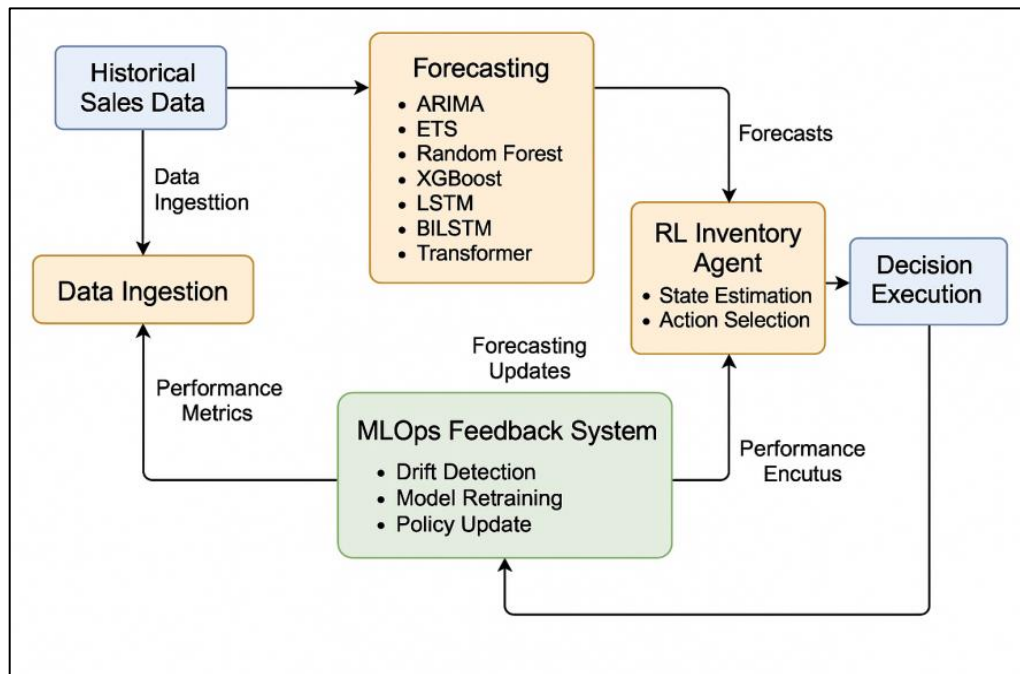 Historical
Sales Data
Forecasting
• ARIMA
• ETS
• Random Forest
• XGBoost
• LSTM
• BILSTM
• Transformer
Forecasts
Data
Ingesttion
RL Inventory
Agent
• State Estimation
• Action Selection
Decision
Execution
Data Ingestion
Performance
Metrics
Forecasting
Updates
MLOps Feedback System
• Drift Detection
• Model Retraining
• Policy Update
Performance
Encutus